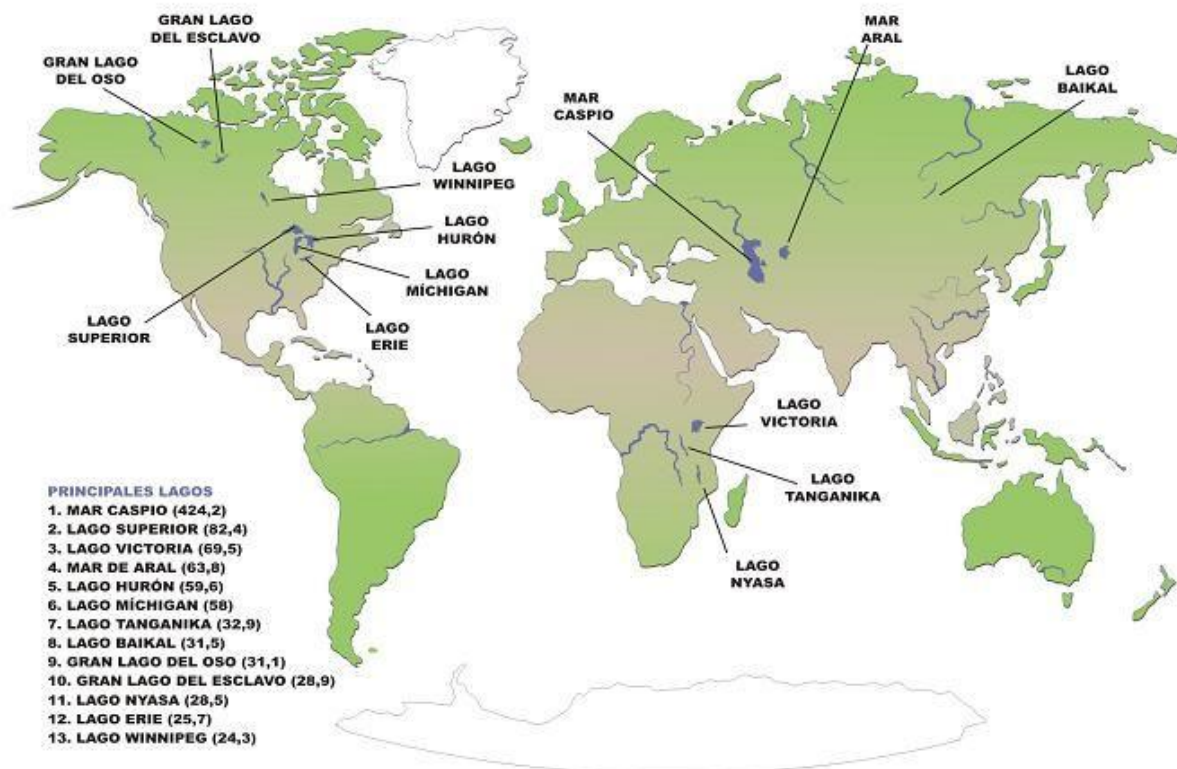 GRAN LAGO
DEL ESCLAVO
GRAN LAGO
DEL OSO
MAR
ARAL
LAGO
BAIKAL
MAR
CASPIO
LAGO
WINNIPEG
LAGO
HURÓN
LAGO
MÍCHIGAN
LAGO
SUPERIOR
LAGO
ERIE
LAGO
VICTORIA
LAGO
TANGANIKA
LAGO
NYASA
PRINCIPALES LAGOS
1. MAR CASPIO (424,2)
2. LAGO SUPERIOR (82,4)
3. LAGO VICTORIA (69,5)
4. MAR DE ARAL (63,8)
5. LAGO HURÓN (59,6)
6. LAGO MÍCHIGAN (58)
7. LAGO TANGANIKA (32,9)
8. LAGO BAIKAL (31,5)
9. GRAN LAGO DEL OSO (31,1)
10. GRAN LAGO DEL ESCLAVO (28,9)
11. LAGO NYASA (28,5)
12. LAGO ERIE (25,7)
13. LAGO WINNIPEG (24,3)